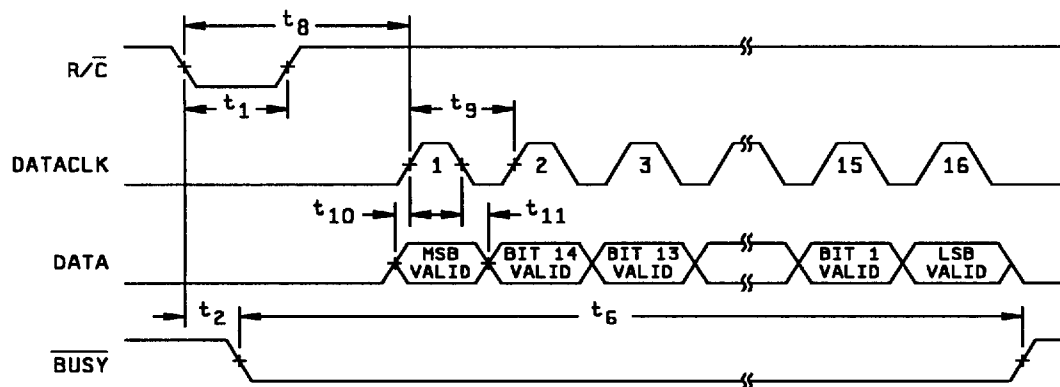 t8
R/C̅
t1
t9
DATACLK
1 2 3 15 16
t10 t11
DATA
MSB VALID
BIT 14 VALID
BIT 13 VALID
BIT 1 VALID
LSB VALID
t2 t6
B̅U̅S̅Y̅